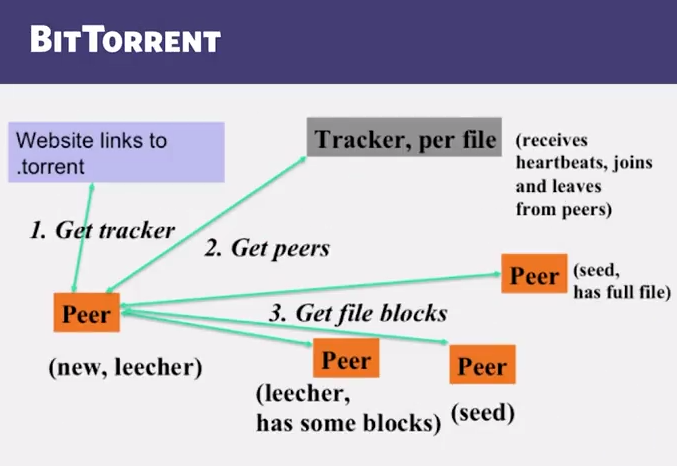 BITTORRENT
Website links to
.torrent
Tracker, per file
(receives
heartbeats, joins
and leaves
from peers)
1. Get tracker
2. Get peers
Peer
(seed,
has full file)
Peer
3. Get file blocks
(new, leecher)
Peer
(leecher,
has some blocks)
Peer
(seed)